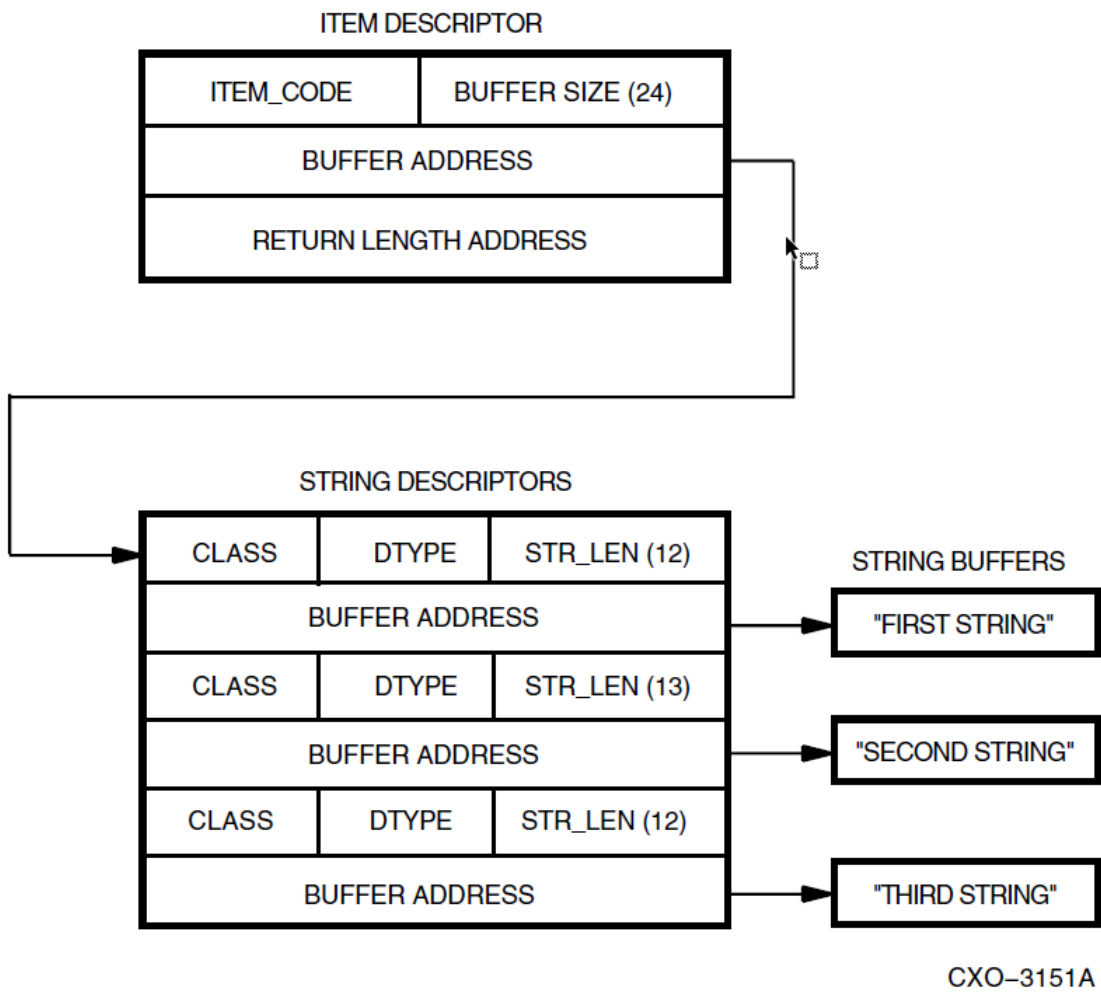 ITEM DESCRIPTOR
ITEM_CODE BUFFER SIZE (24)
BUFFER ADDRESS
RETURN LENGTH ADDRESS
STRING DESCRIPTORS
CLASS DTYPE STR_LEN (12)
STRING BUFFERS
BUFFER ADDRESS
"FIRST STRING"
CLASS DTYPE STR_LEN (13)
BUFFER ADDRESS
"SECOND STRING"
CLASS DTYPE STR_LEN (12)
BUFFER ADDRESS
"THIRD STRING"
CXO–3151A